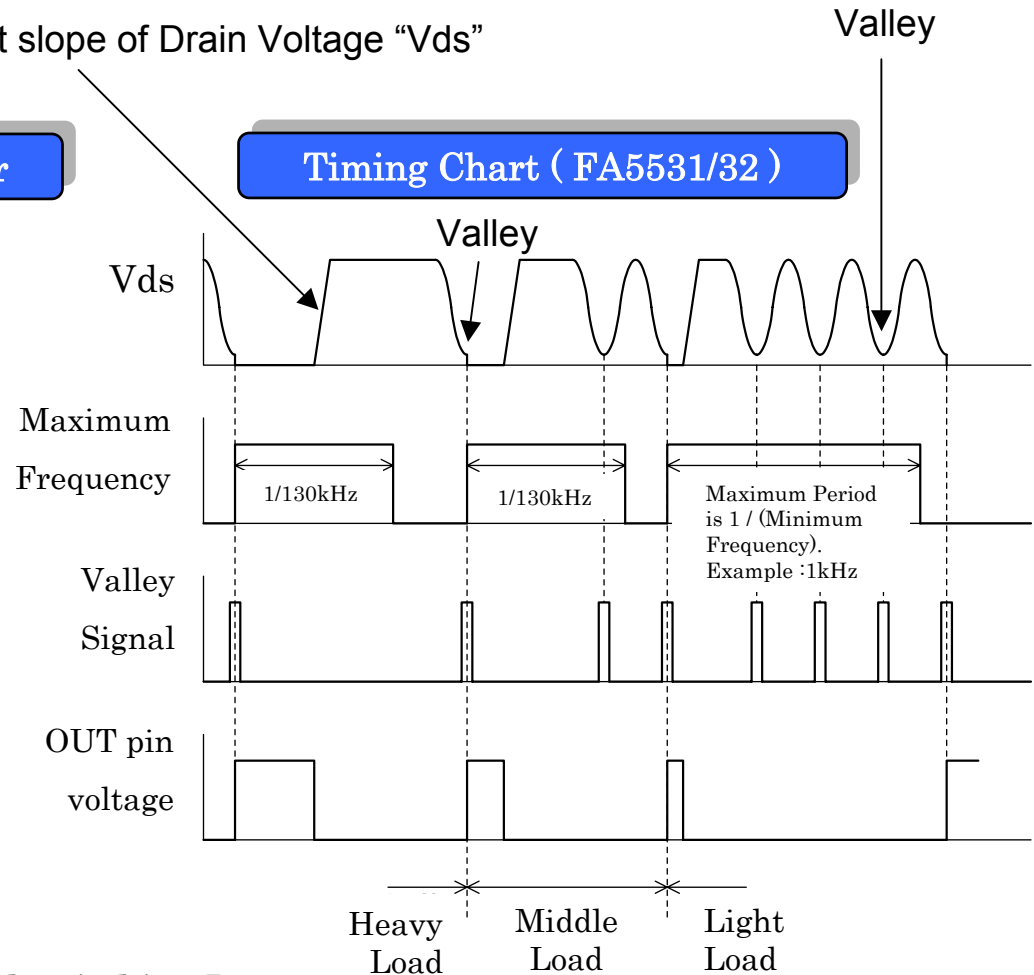 slope of Drain Voltage “Vds”
Valley
Timing Chart ( FA5531/32 )
Valley
Vds
Maximum
Frequency
1/130kHz
1/130kHz
Maximum Period
is 1 / (Minimum
Frequency).
Example :1kHz
Valley
Signal
OUT pin
voltage
Heavy
Load
Middle
Load
Light
Load